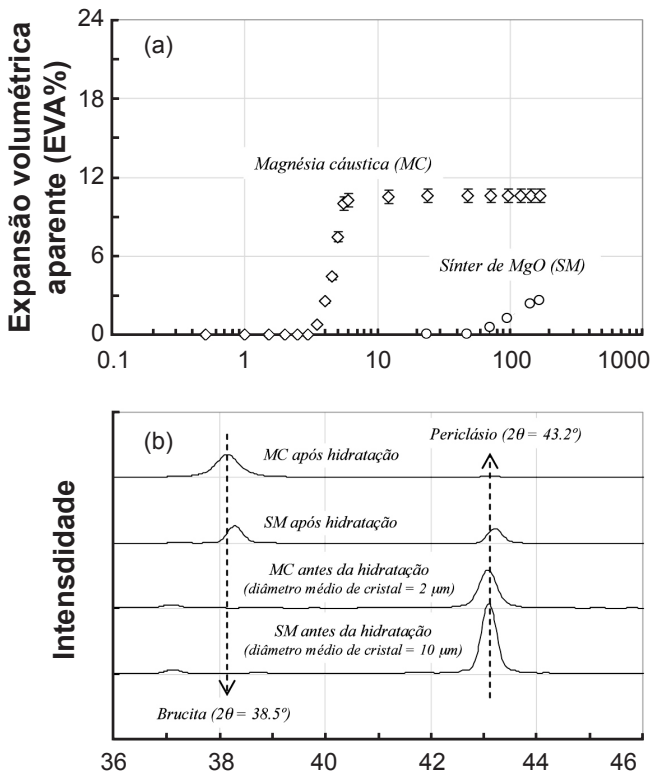 Expansão volumétrica
aparente (EVA%)
24
18
12
6
0
(a)
Magnésia cáustica (MC)
Sínter de MgO (SM)
0.1
1
10
100
1000
Intensdidade
(b)
Periclásio (2θ = 43.2º)
MC após hidratação
SM após hidratação
MC antes da hidratação
(diâmetro médio de cristal = 2 µm)
SM antes da hidratação
(diâmetro médio de cristal = 10 µm)
Brucita (2θ = 38.5º)
36
38
40
42
44
46